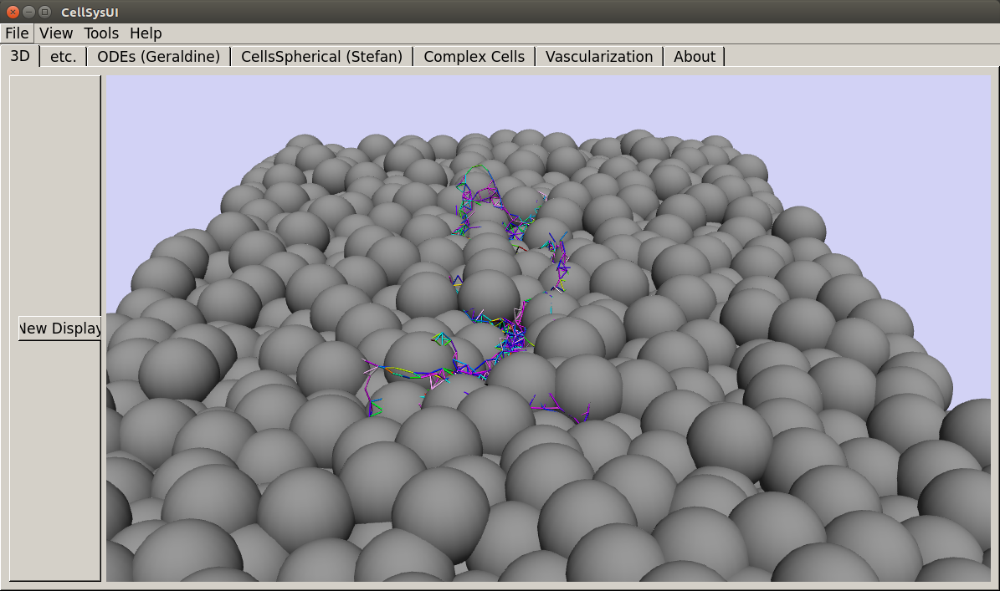 CellSysUI
File View Tools Help
3D etc. ODEs (Geraldine) CellsSpherical (Stefan) Complex Cells Vascularization About
New Display